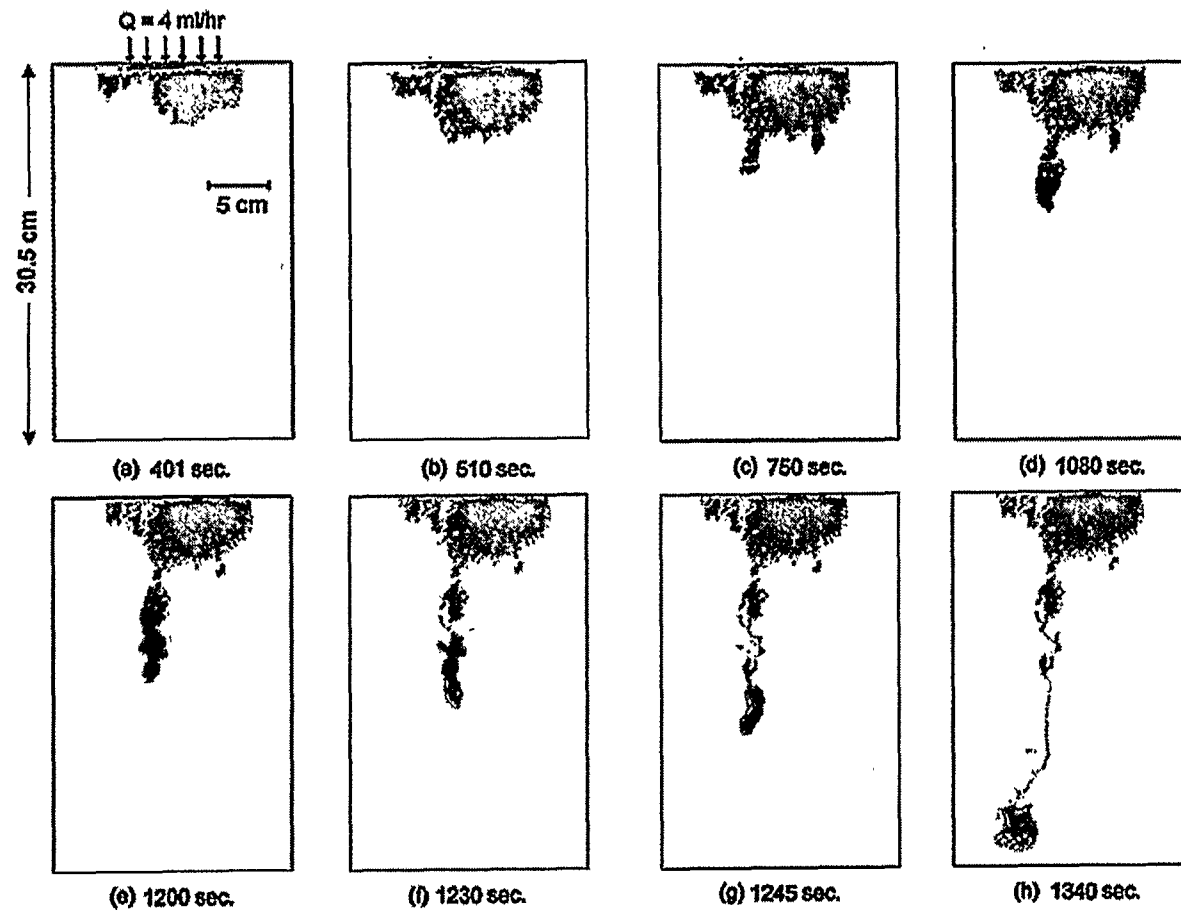 Q = 4 ml/hr
5 cm
30.5 cm
(a) 401 sec.
(b) 510 sec.
(c) 750 sec.
(d) 1080 sec.
(e) 1200 sec.
(f) 1230 sec.
(g) 1245 sec.
(h) 1340 sec.